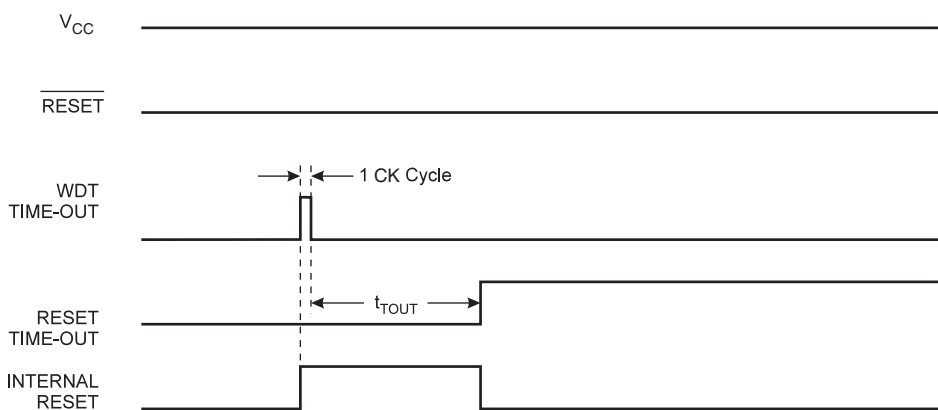 VCC
RESET
1 CK Cycle
WDT
TIME-OUT
tTOUT
RESET
TIME-OUT
INTERNAL
RESET